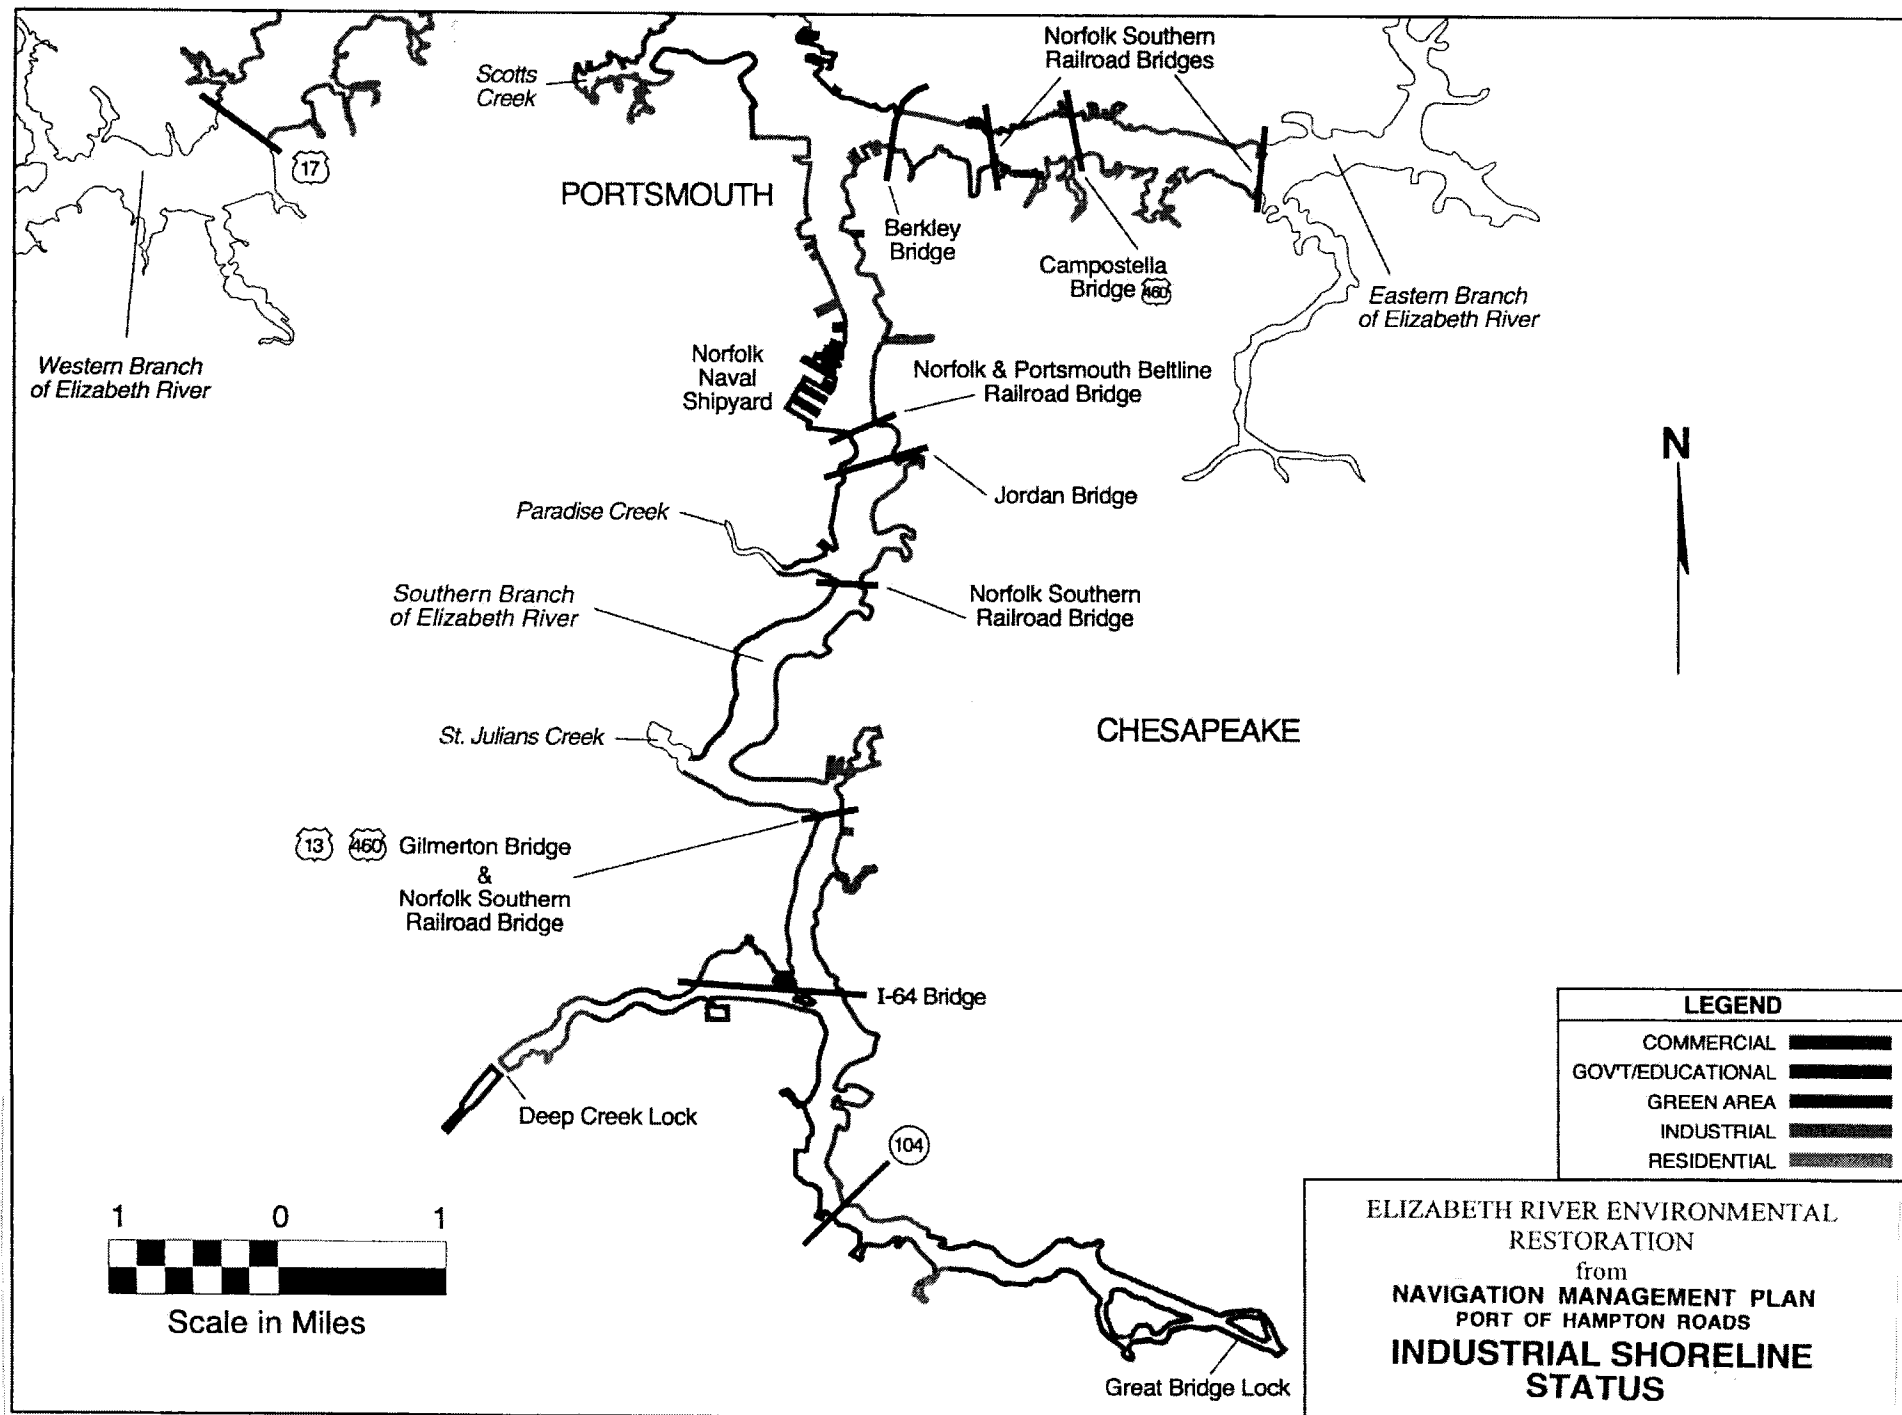 Norfolk Southern
Railroad Bridges
Scotts
Creek
17
PORTSMOUTH
Berkley
Bridge
Campostella
Bridge 460
Eastern Branch
of Elizabeth River
Western Branch
of Elizabeth River
Norfolk
Naval
Shipyard
Norfolk & Portsmouth Beltline
Railroad Bridge
N
Jordan Bridge
Paradise Creek
Southern Branch
of Elizabeth River
Norfolk Southern
Railroad Bridge
St. Julians Creek
CHESAPEAKE
13 460 Gilmerton Bridge
&
Norfolk Southern
Railroad Bridge
I-64 Bridge
Deep Creek Lock
104
LEGEND
COMMERCIAL
GOV'T/EDUCATIONAL
GREEN AREA
INDUSTRIAL
RESIDENTIAL
1 0 1
Scale in Miles
Great Bridge Lock
ELIZABETH RIVER ENVIRONMENTAL
RESTORATION
from
NAVIGATION MANAGEMENT PLAN
PORT OF HAMPTON ROADS
INDUSTRIAL SHORELINE
STATUS